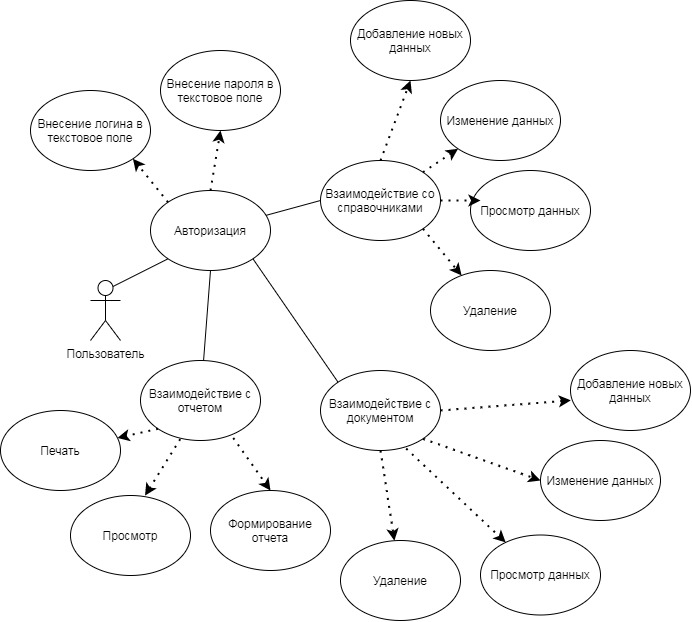 Добавление новых
данных
Внесение пароля в
текстовое поле
Внесение логина в
текстовое поле
Изменение данных
Взаимодействие со
справочниками
Просмотр данных
Авторизация
Удаление
Пользователь
Взаимодействие с
отчетом
Взаимодействие с
документом
Добавление новых
данных
Печать
Изменение данных
Просмотр
Формирование
отчета
Удаление
Просмотр данных